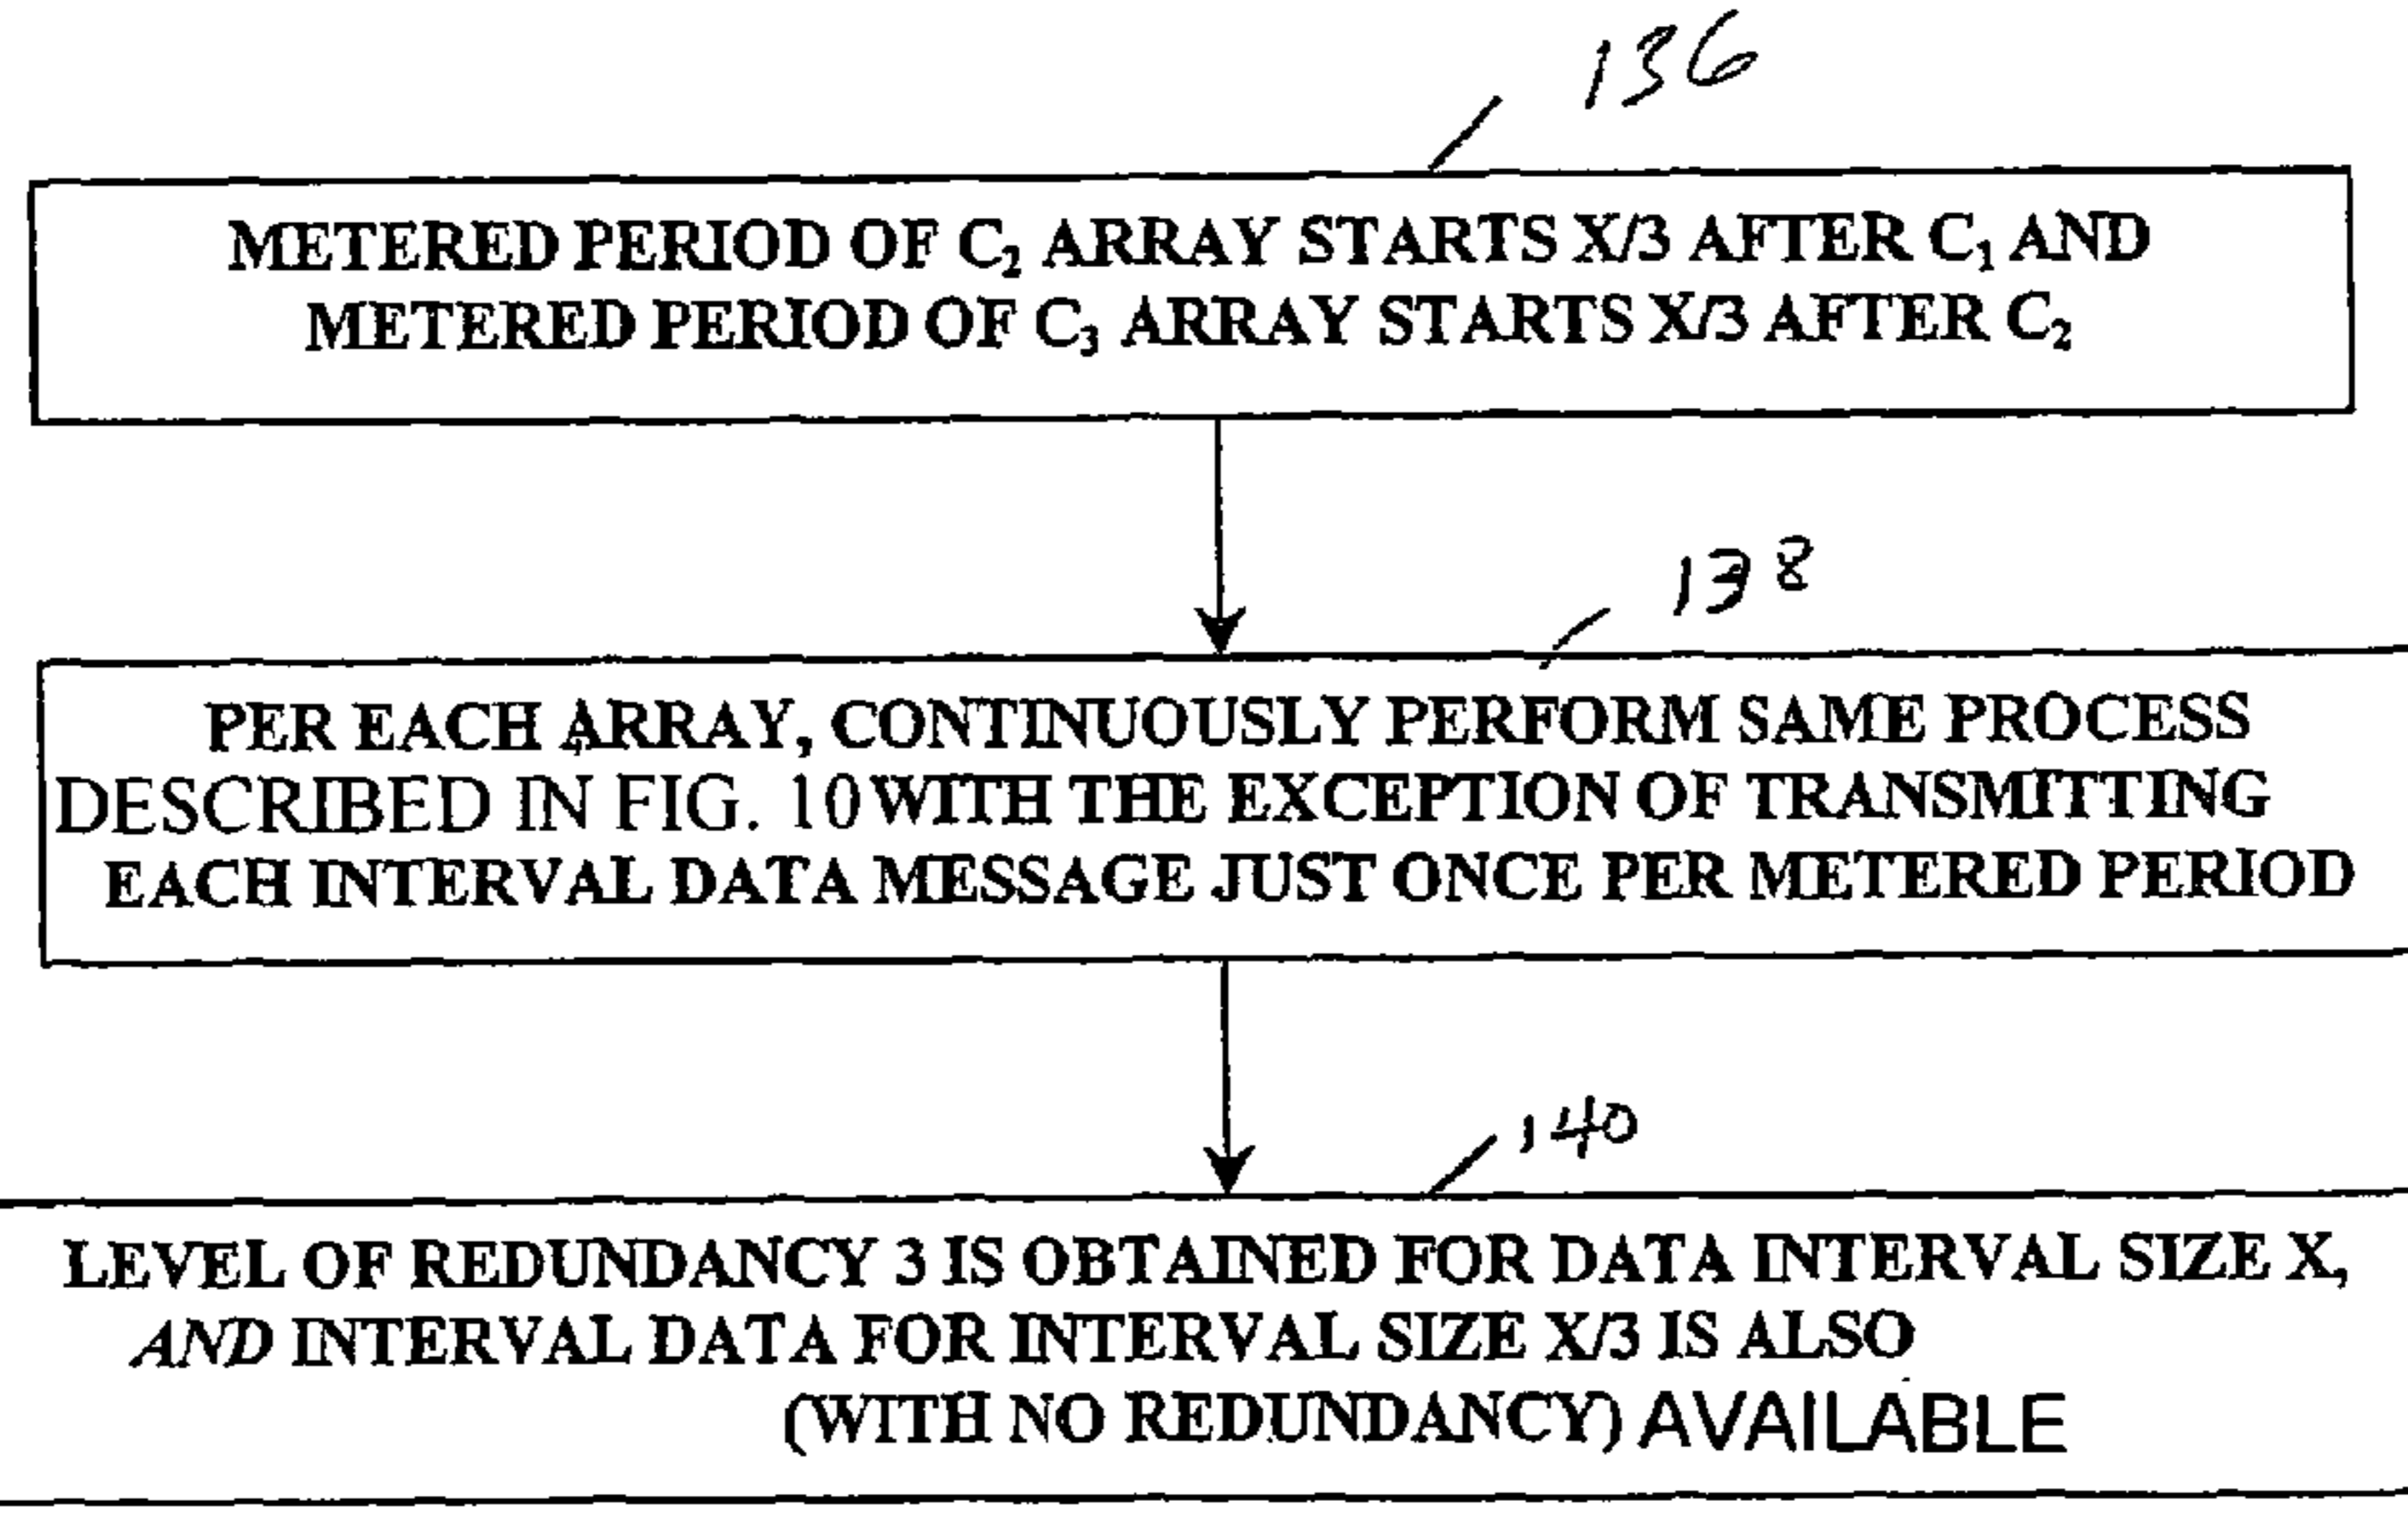 136
METERED PERIOD OF C₂ ARRAY STARTS X/3 AFTER C₁ AND
METERED PERIOD OF C₃ ARRAY STARTS X/3 AFTER C₂
138
PER EACH ARRAY, CONTINUOUSLY PERFORM SAME PROCESS
DESCRIBED IN FIG. 10 WITH THE EXCEPTION OF TRANSMITTING
EACH INTERVAL DATA MESSAGE JUST ONCE PER METERED PERIOD
140
LEVEL OF REDUNDANCY 3 IS OBTAINED FOR DATA INTERVAL SIZE X,
AND INTERVAL DATA FOR INTERVAL SIZE X/3 IS ALSO
(WITH NO REDUNDANCY) AVAILABLE